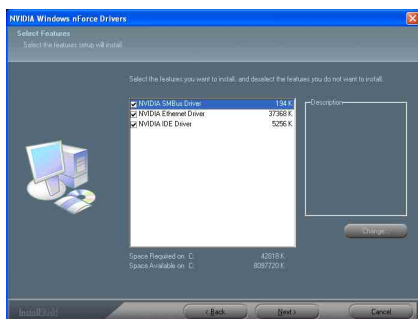 NVIDIA Windows nForce Drivers
Select Features
Select the features setup will install.
Select the features you want to install, and deselect the features you do not want to install.
NVIDIA SMBus Driver 194 K
NVIDIA Ethernet Driver 37368 K
NVIDIA IDE Driver 5256 K
Description
Change...
Space Required on C: 42818 K
Space Available on C: 8097720 K
InstallShield
< Back
Next >
Cancel